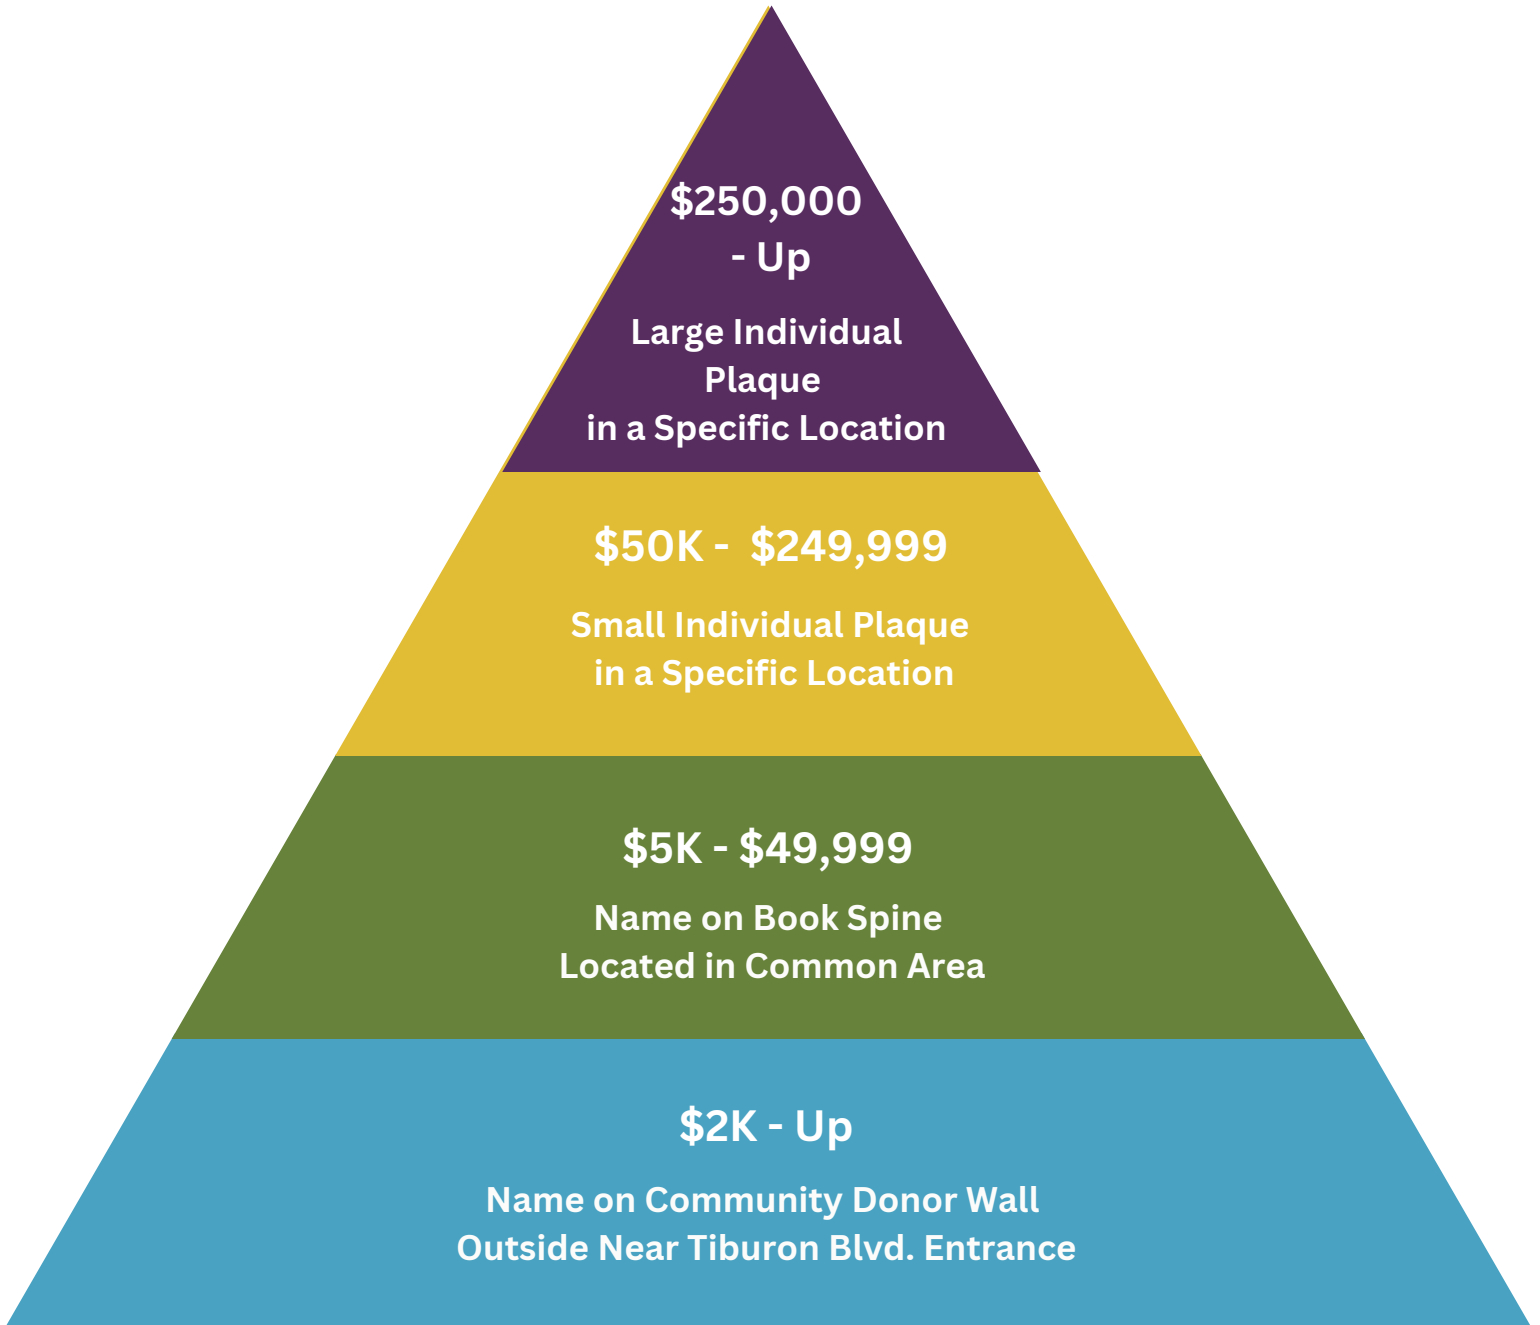 $250,000
- Up
Large Individual
Plaque
in a Specific Location
$50K -  $249,999
Small Individual Plaque
in a Specific Location
$5K - $49,999
Name on Book Spine
Located in Common Area
$2K - Up
Name on Community Donor Wall
Outside Near Tiburon Blvd. Entrance